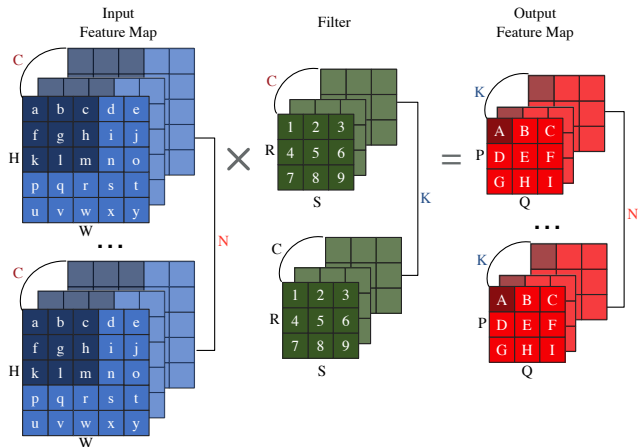 Input
Feature Map
Filter
Output
Feature Map
C
a b c d e
f g h i j
k l m n o
p q r s t
u v w x y
H
W
...
C
a b c d e
f g h i j
k l m n o
p q r s t
u v w x y
H
W
N
×
C
1 2 3
4 5 6
7 8 9
R
S
C
1 2 3
4 5 6
7 8 9
R
S
K
=
K
A B C
D E F
G H I
P
Q
...
K
A B C
D E F
G H I
P
Q
N